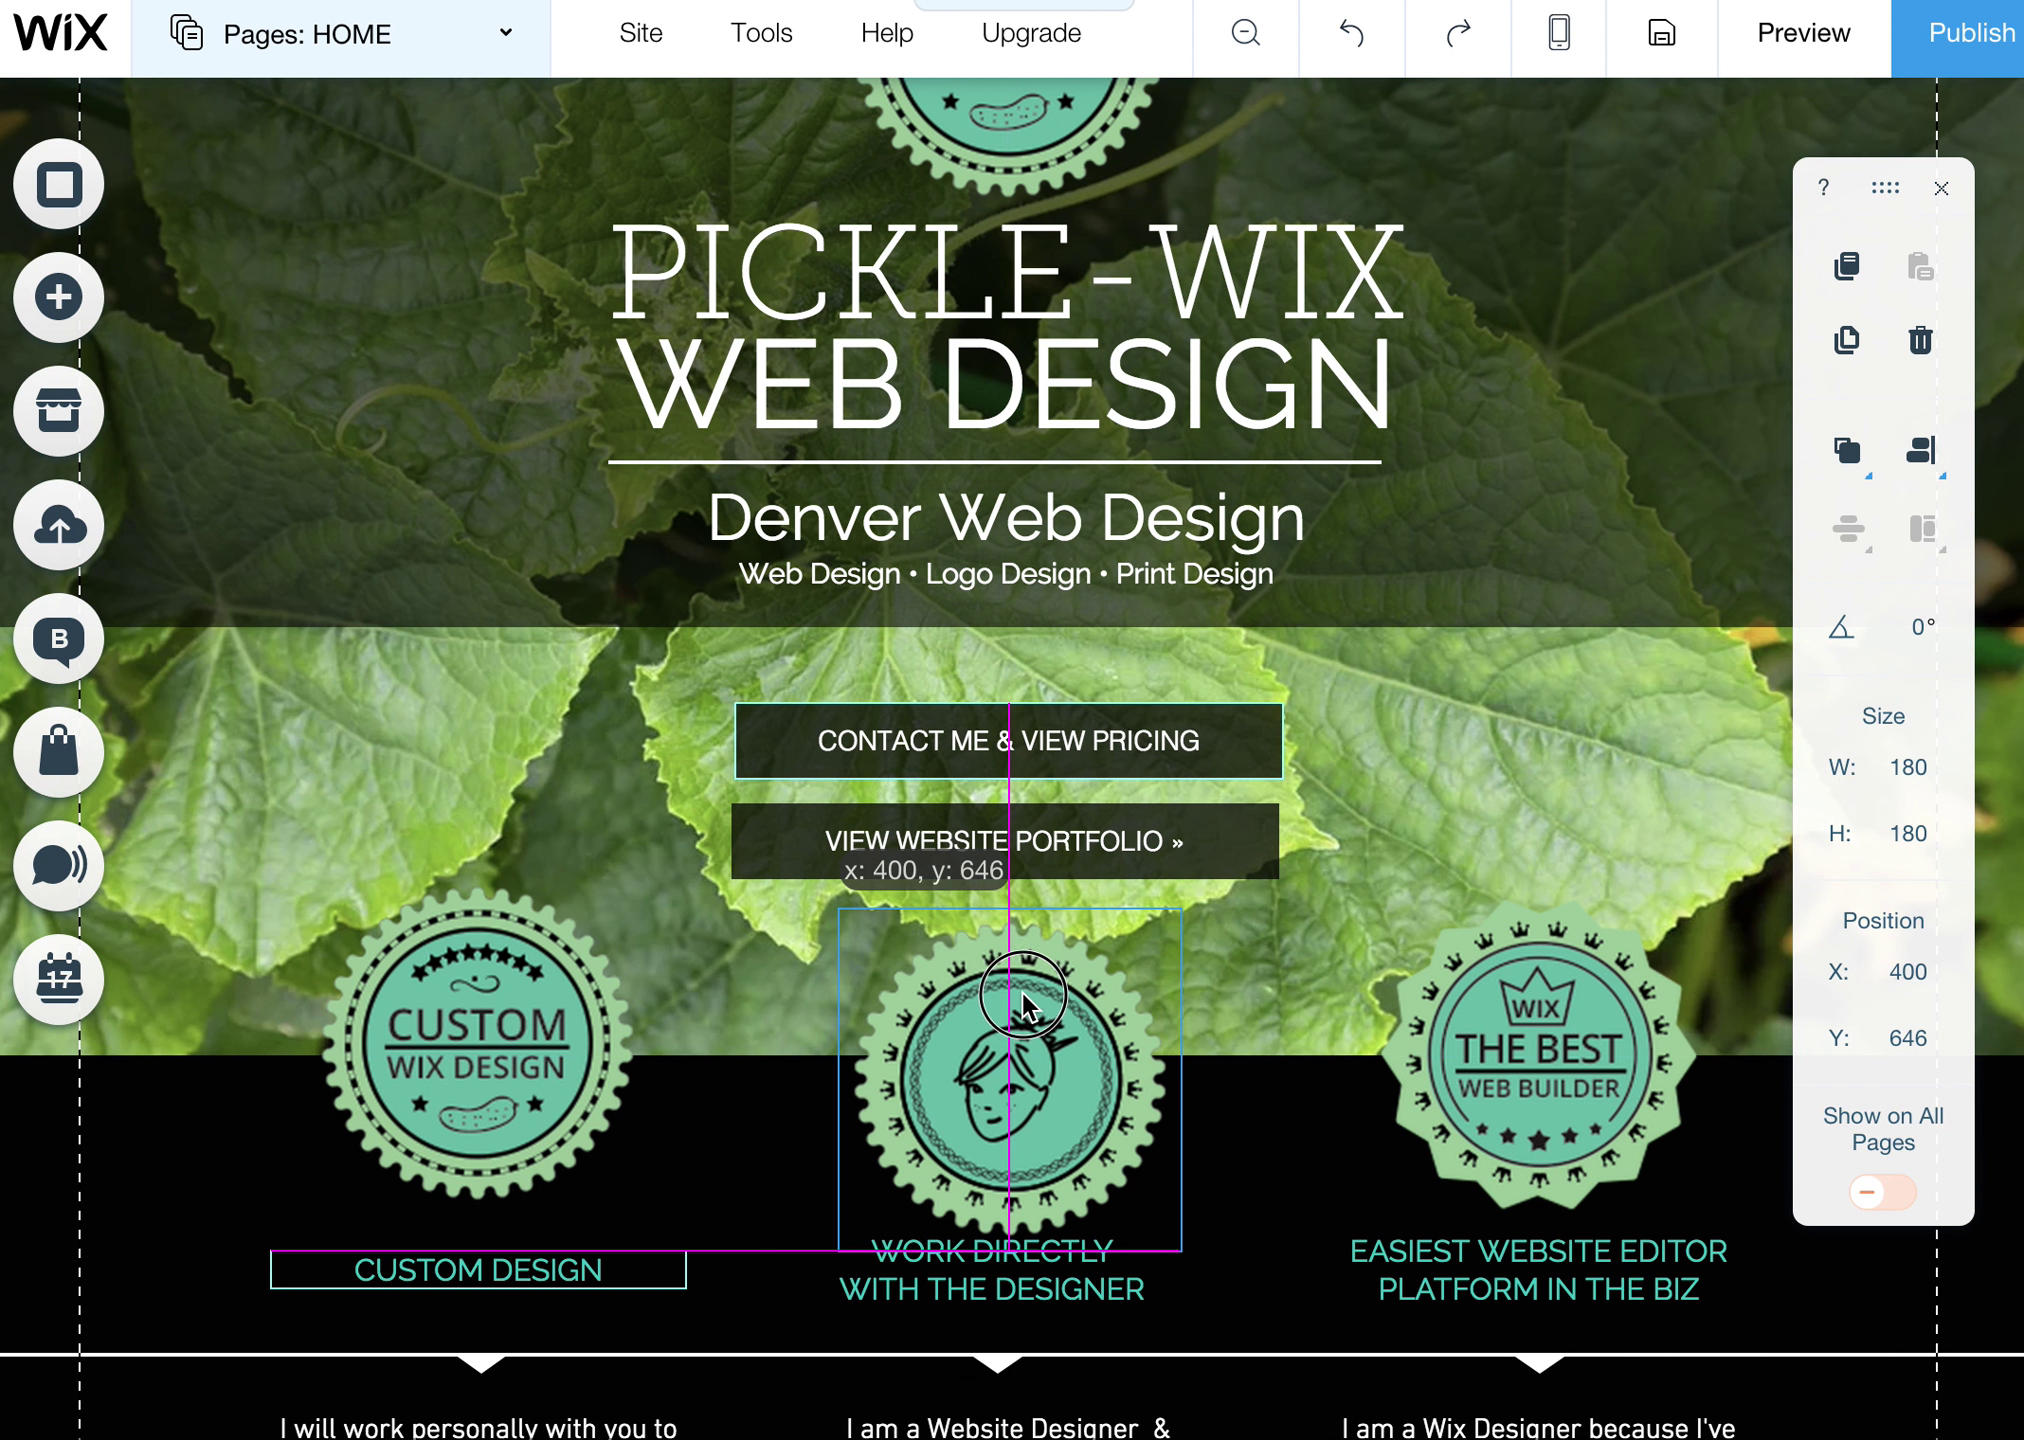 WiX
Pages: HOME
Site
Tools
Help
Upgrade
Preview
Publish
PICKLE-WIX
WEB DESIGN
Denver Web Design
Web Design • Logo Design • Print Design
CONTACT ME & VIEW PRICING
VIEW WEBSITE PORTFOLIO »
x: 400, y: 646
B
17
?
0°
Size
W: 180
H: 180
Position
X: 400
Y: 646
Show on All
Pages
CUSTOM
WIX DESIGN
WIX
THE BEST
WEB BUILDER
CUSTOM DESIGN
WORK DIRECTLY
WITH THE DESIGNER
EASIEST WEBSITE EDITOR
PLATFORM IN THE BIZ
I will work personally with you to
I am a Website Designer &
I am a Wix Designer because I've